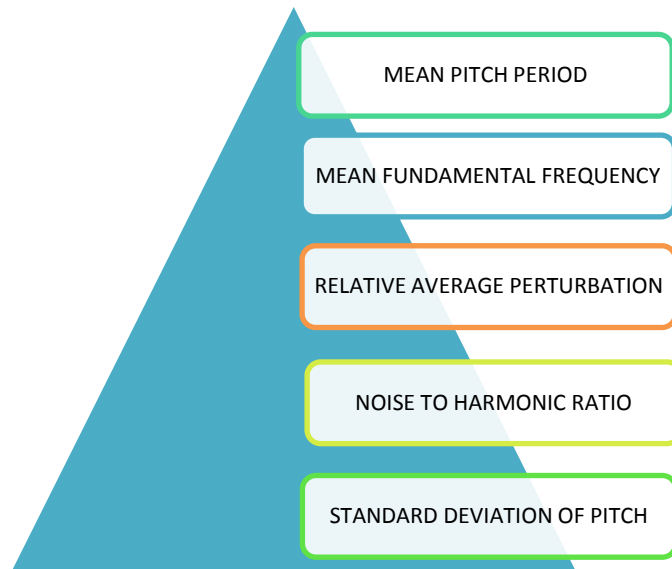 MEAN PITCH PERIOD
MEAN FUNDAMENTAL FREQUENCY
RELATIVE AVERAGE PERTURBATION
NOISE TO HARMONIC RATIO
STANDARD DEVIATION OF PITCH